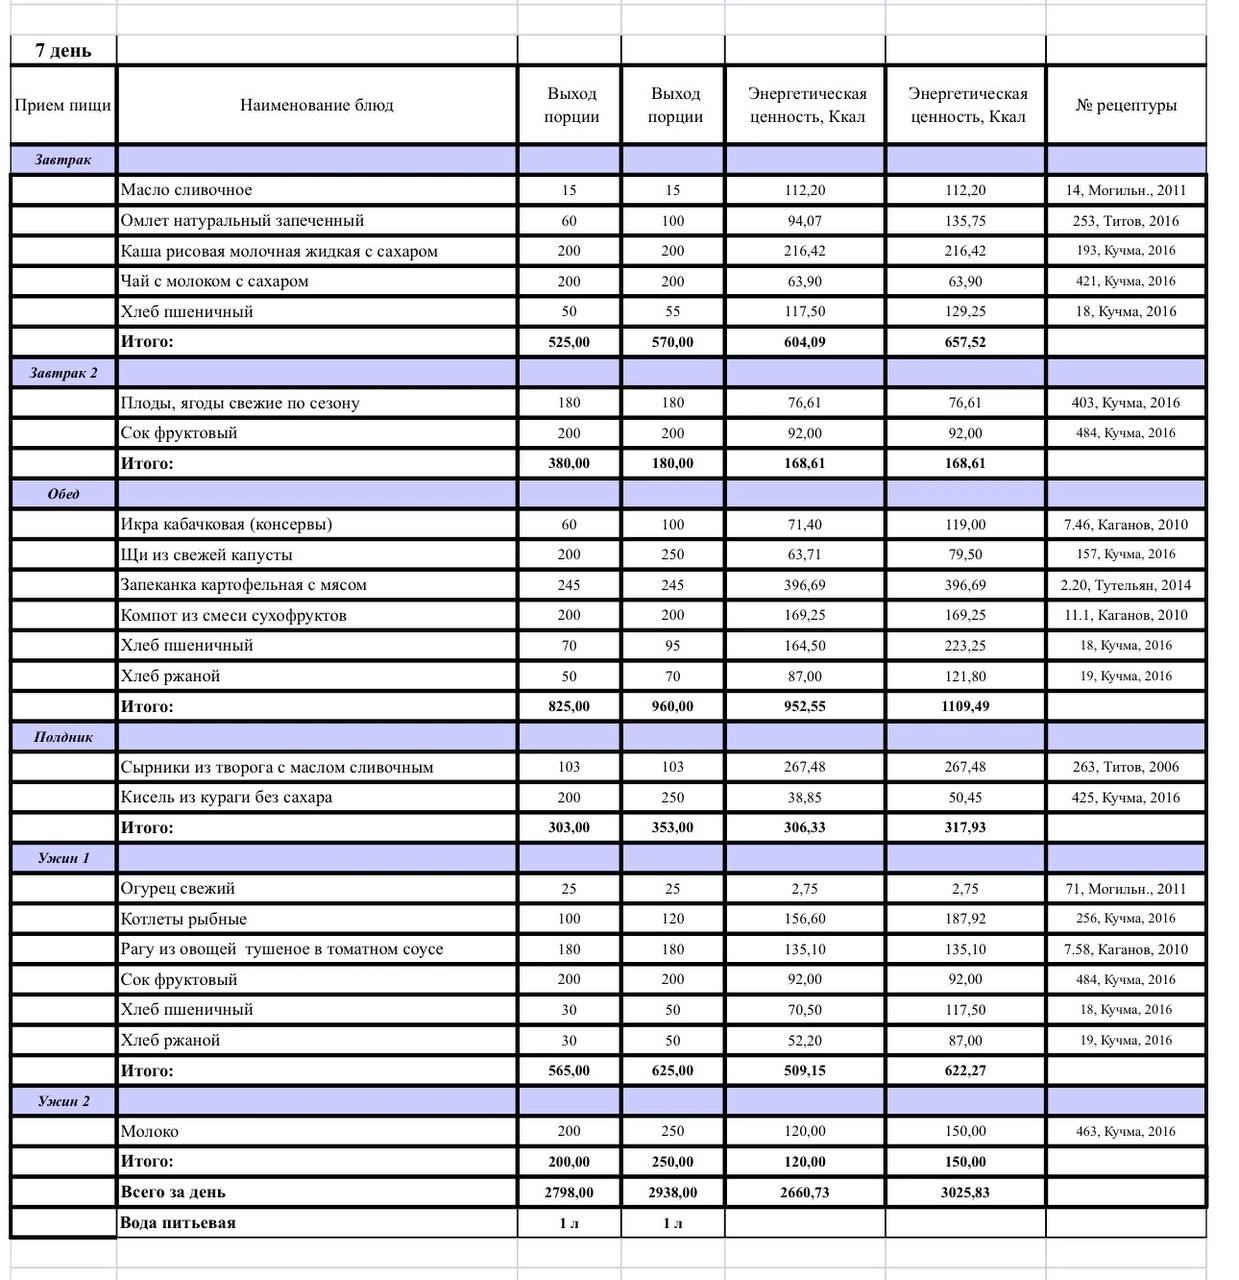 7 день
Прием пищи Наименование блюд Выход порции Выход порции Энергетическая ценность, Ккал Энергетическая ценность, Ккал № рецептуры
Завтрак
Масло сливочное 15 15 112,20 112,20 14, Могильн., 2011
Омлет натуральный запеченный 60 100 94,07 135,75 253, Титов, 2016
Каша рисовая молочная жидкая с сахаром 200 200 216,42 216,42 193, Кучма, 2016
Чай с молоком с сахаром 200 200 63,90 63,90 421, Кучма, 2016
Хлеб пшеничный 50 55 117,50 129,25 18, Кучма, 2016
Итого: 525,00 570,00 604,09 657,52
Завтрак 2
Плоды, ягоды свежие по сезону 180 180 76,61 76,61 403, Кучма, 2016
Сок фруктовый 200 200 92,00 92,00 484, Кучма, 2016
Итого: 380,00 180,00 168,61 168,61
Обед
Икра кабачковая (консервы) 60 100 71,40 119,00 7.46, Каганов, 2010
Щи из свежей капусты 200 250 63,71 79,50 157, Кучма, 2016
Запеканка картофельная с мясом 245 245 396,69 396,69 2.20, Тутельян, 2014
Компот из смеси сухофруктов 200 200 169,25 169,25 11.1, Каганов, 2010
Хлеб пшеничный 70 95 164,50 223,25 18, Кучма, 2016
Хлеб ржаной 50 70 87,00 121,80 19, Кучма, 2016
Итого: 825,00 960,00 952,55 1109,49
Полдник
Сырники из творога с маслом сливочным 103 103 267,48 267,48 263, Титов, 2006
Кисель из кураги без сахара 200 250 38,85 50,45 425, Кучма, 2016
Итого: 303,00 353,00 306,33 317,93
Ужин 1
Огурец свежий 25 25 2,75 2,75 71, Могильн., 2011
Котлеты рыбные 100 120 156,60 187,92 256, Кучма, 2016
Рагу из овощей тушеное в томатном соусе 180 180 135,10 135,10 7.58, Каганов, 2010
Сок фруктовый 200 200 92,00 92,00 484, Кучма, 2016
Хлеб пшеничный 30 50 70,50 117,50 18, Кучма, 2016
Хлеб ржаной 30 50 52,20 87,00 19, Кучма, 2016
Итого: 565,00 625,00 509,15 622,27
Ужин 2
Молоко 200 250 120,00 150,00 463, Кучма, 2016
Итого: 200,00 250,00 120,00 150,00
Всего за день 2798,00 2938,00 2660,73 3025,83
Вода питьевая 1 л 1 л